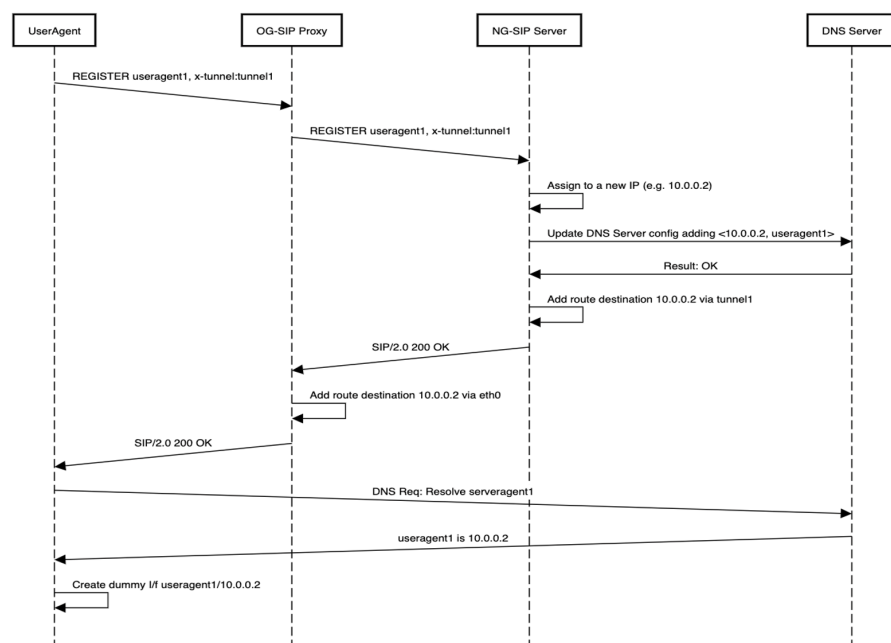 UserAgent
OG-SIP Proxy
NG-SIP Server
DNS Server
REGISTER useragent1, x-tunnel:tunnel1
REGISTER useragent1, x-tunnel:tunnel1
Assign to a new IP (e.g. 10.0.0.2)
Update DNS Server config adding <10.0.0.2, useragent1>
Result: OK
Add route destination 10.0.0.2 via tunnel1
SIP/2.0 200 OK
Add route destination 10.0.0.2 via eth0
SIP/2.0 200 OK
DNS Req: Resolve serveragent1
useragent1 is 10.0.0.2
Create dummy I/f useragent1/10.0.0.2